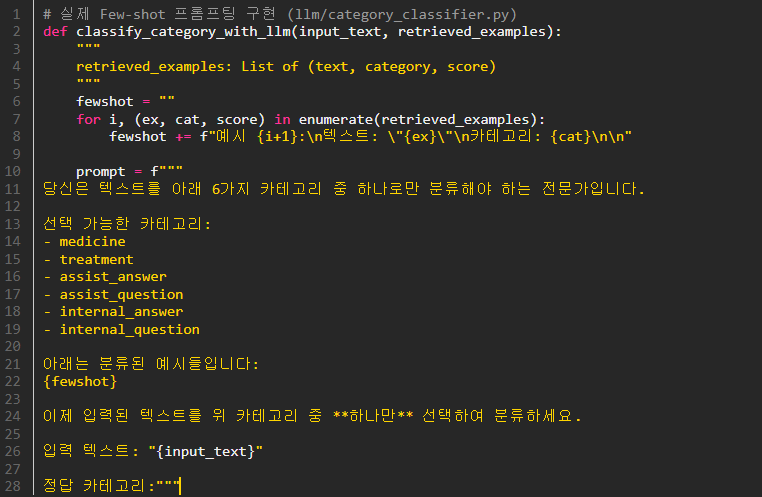 1 # 실제 Few-shot 프롬프팅 구현 (llm/category_classifier.py)
2 def classify_category_with_llm(input_text, retrieved_examples):
3     """
4     retrieved_examples: List of (text, category, score)
5     """
6     fewshot = ""
7     for i, (ex, cat, score) in enumerate(retrieved_examples):
8         fewshot += f"예시 {i+1}:\n텍스트: \"{ex}\"\n카테고리: {cat}\n\n"
9
10     prompt = f"""
11 당신은 텍스트를 아래 6가지 카테고리 중 하나로만 분류해야 하는 전문가입니다.
12
13 선택 가능한 카테고리:
14 - medicine
15 - treatment
16 - assist_answer
17 - assist_question
18 - internal_answer
19 - internal_question
20
21 아래는 분류된 예시들입니다:
22 {fewshot}
23
24 이제 입력된 텍스트를 위 카테고리 중 **하나만** 선택하여 분류하세요.
25
26 입력 텍스트: "{input_text}"
27
28 정답 카테고리:"""